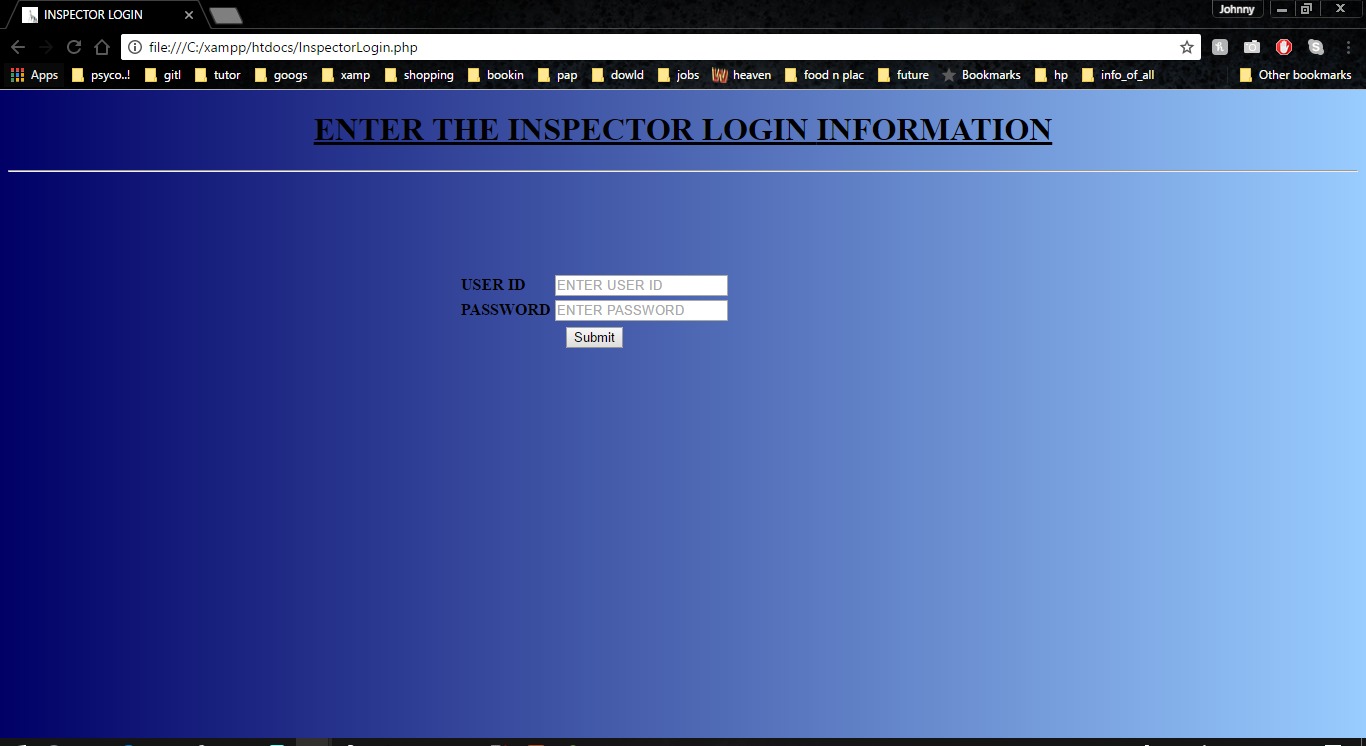 INSPECTOR LOGIN
Johnny
file:///C:/xampp/htdocs/InspectorLogin.php
Apps psyco..! gitl tutor googs xamp shopping bookin pap dowld jobs heaven food n plac future Bookmarks hp info_of_all Other bookmarks
ENTER THE INSPECTOR LOGIN INFORMATION
USER ID ENTER USER ID
PASSWORD ENTER PASSWORD
Submit